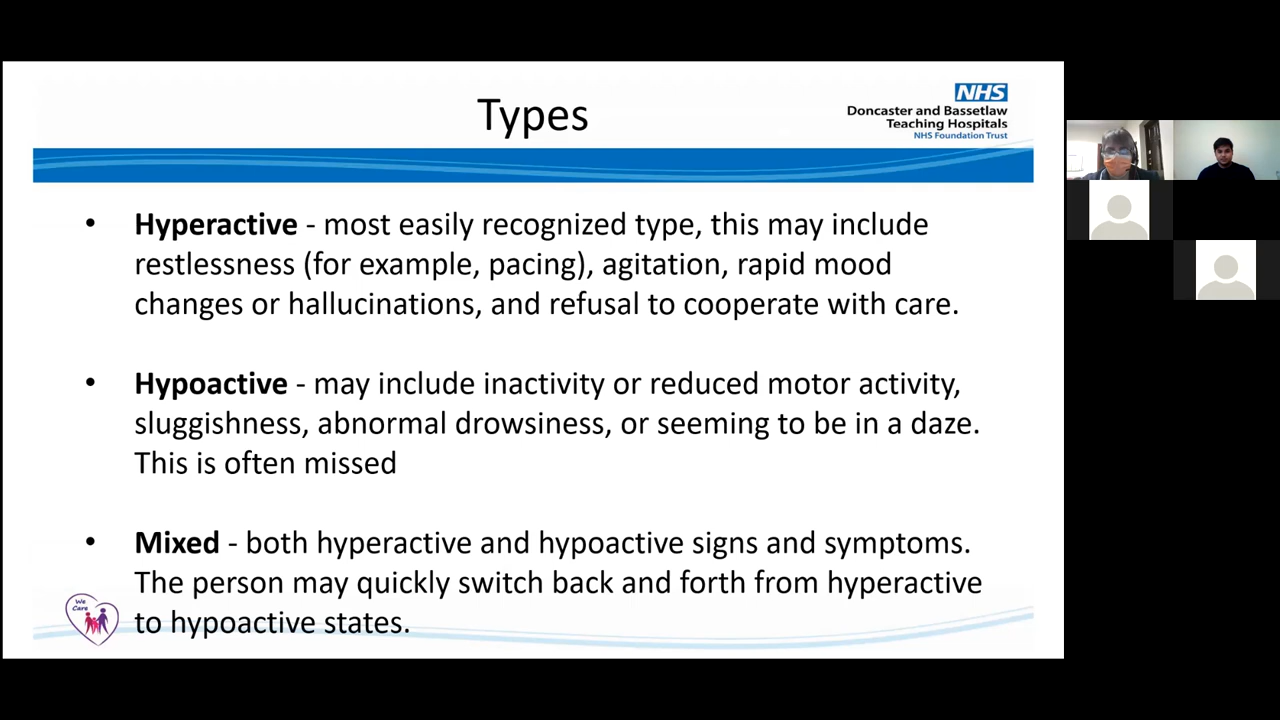 Types
NHS
Doncaster and Bassetlaw
Teaching Hospitals
NHS Foundation Trust
• Hyperactive - most easily recognized type, this may include
restlessness (for example, pacing), agitation, rapid mood
changes or hallucinations, and refusal to cooperate with care.
• Hypoactive - may include inactivity or reduced motor activity,
sluggishness, abnormal drowsiness, or seeming to be in a daze.
This is often missed
• Mixed - both hyperactive and hypoactive signs and symptoms.
The person may quickly switch back and forth from hyperactive
to hypoactive states.
We
Care